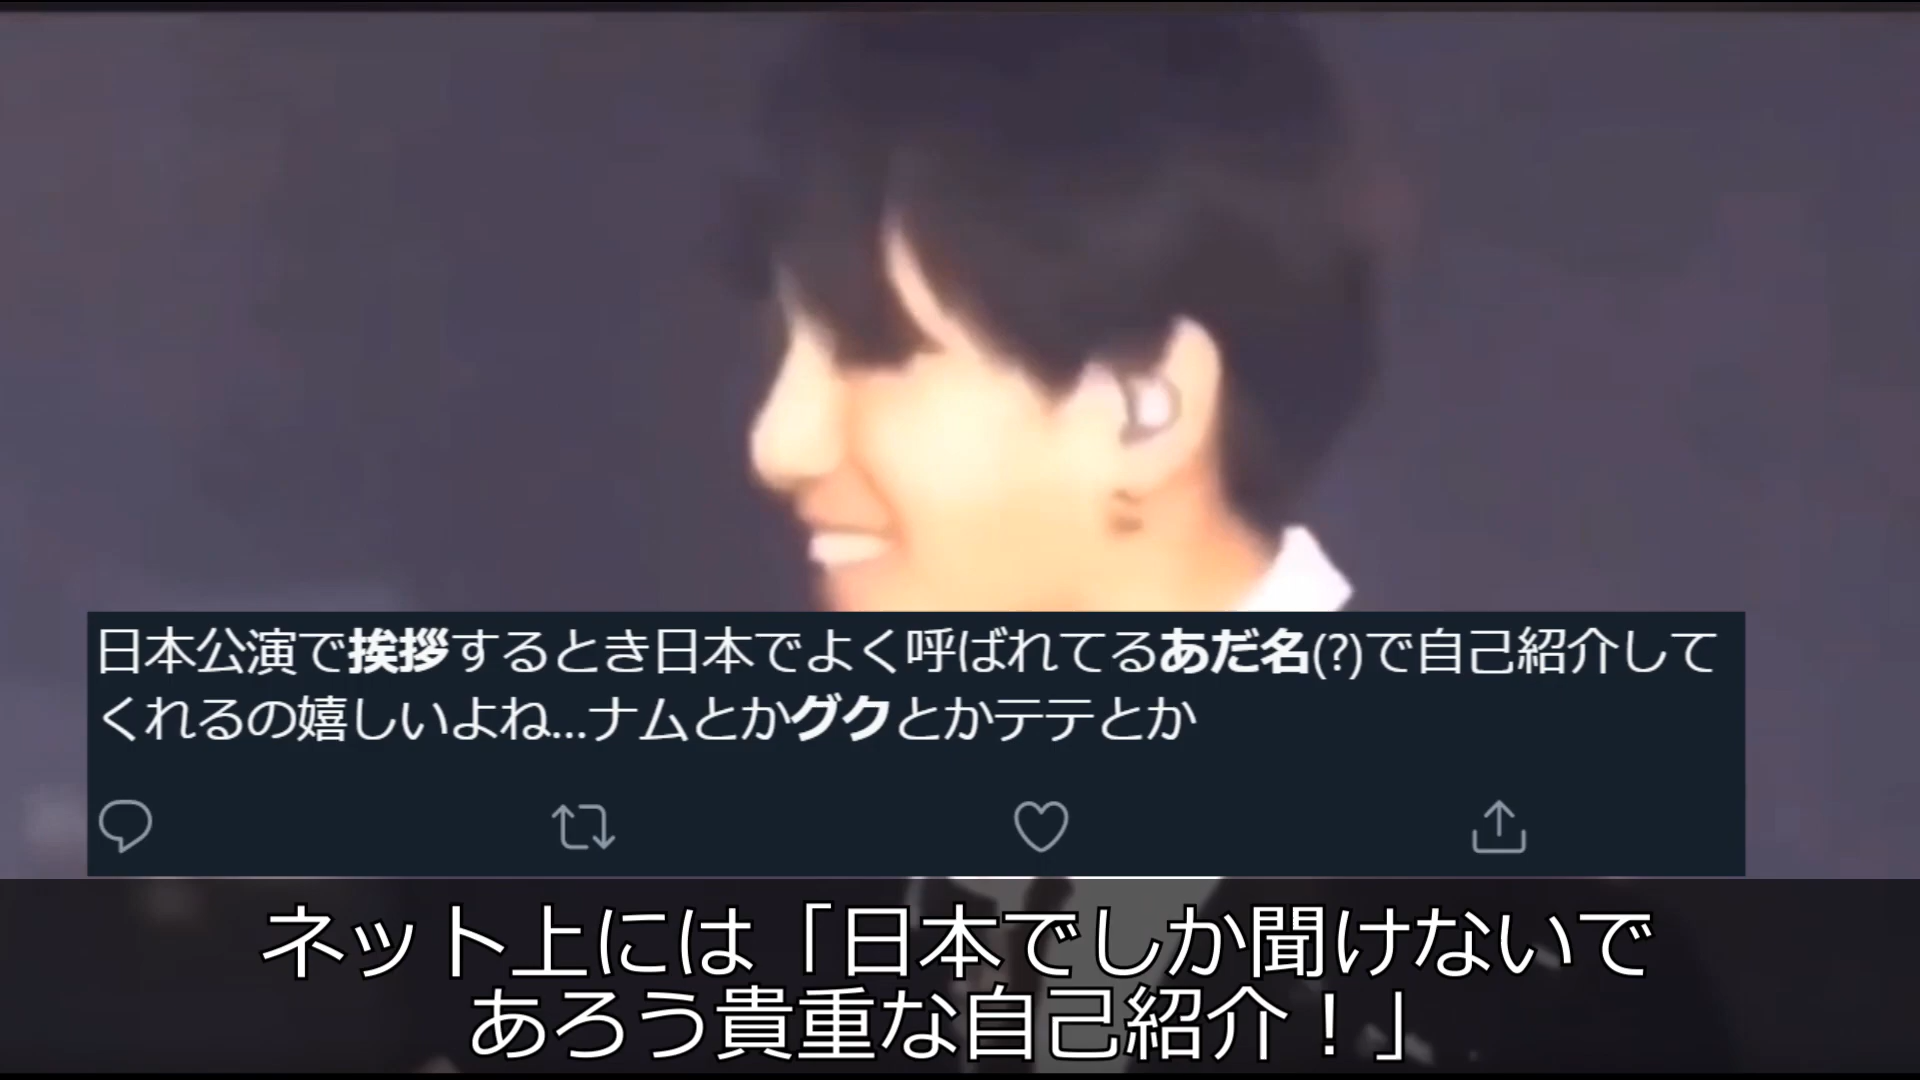 日本公演で挨拶するとき日本でよく呼ばれてるあだ名(?)で自己紹介して
くれるの嬉しいよね...ナムとかグクとかテテとか
ネット上には「日本でしか聞けないで
あろう貴重な自己紹介！」